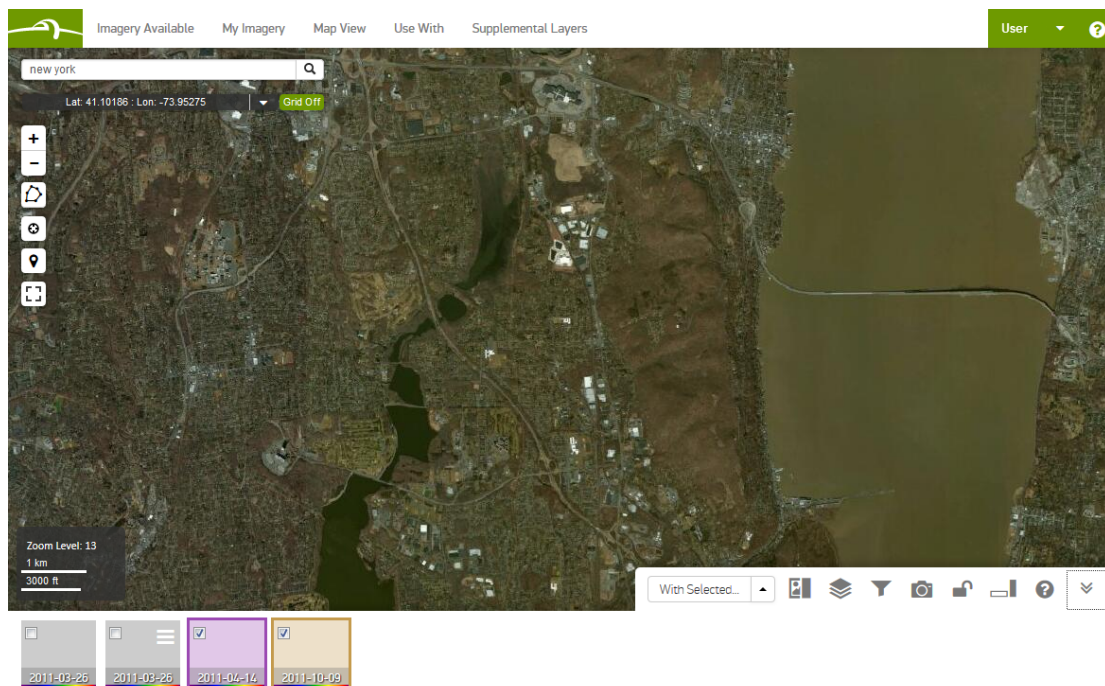 Imagery Available My Imagery Map View Use With Supplemental Layers User ?
new york
Lat: 41.10186 : Lon: -73.95275 Grid Off
+
−
Zoom Level: 13
1 km
3000 ft
With Selected... ?
2011-03-26 2011-03-26 2011-04-14 2011-10-09